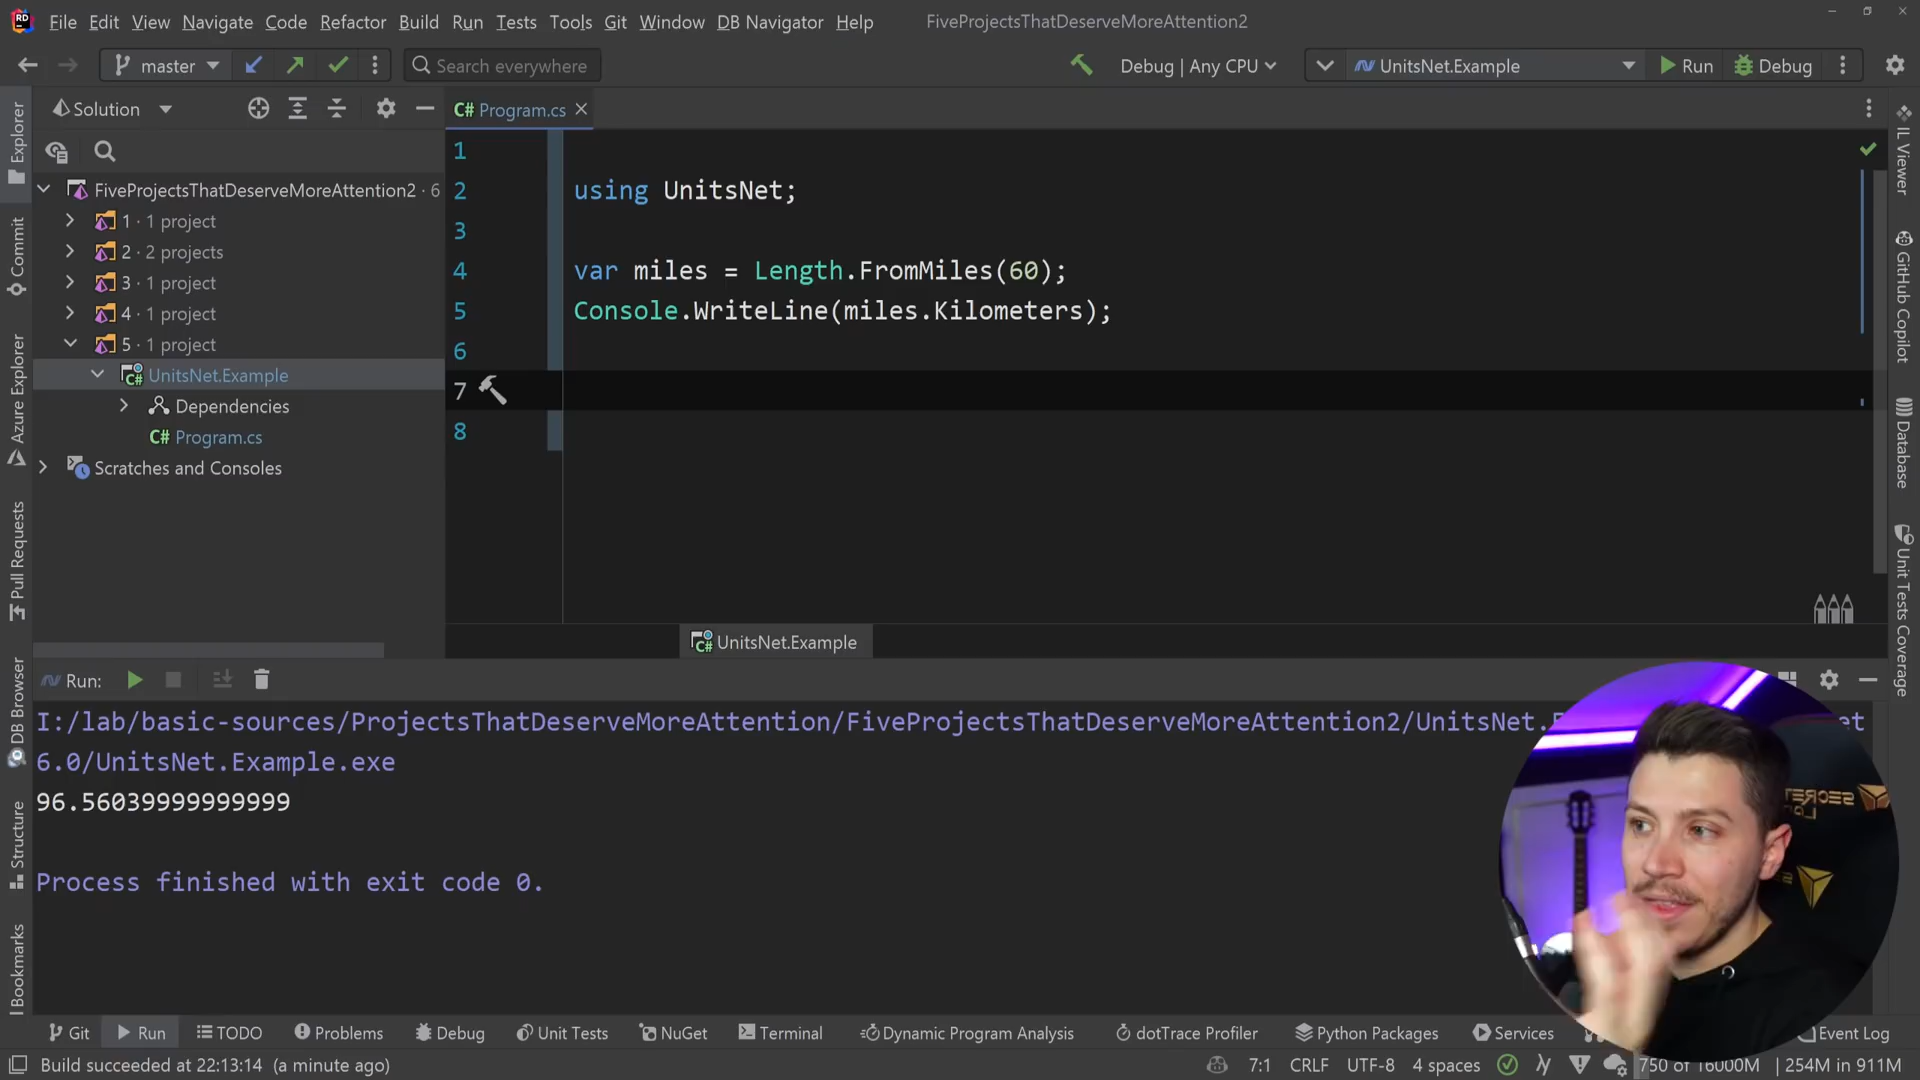 File Edit View Navigate Code Refactor Build Run Tests Tools Git Window DB Navigator Help FiveProjectsThatDeserveMoreAttention2
master Search everywhere Debug | Any CPU UnitsNet.Example Run Debug
Solution
C# Program.cs
FiveProjectsThatDeserveMoreAttention2 · 6
1 · 1 project
2 · 2 projects
3 · 1 project
4 · 1 project
5 · 1 project
UnitsNet.Example
Dependencies
C# Program.cs
Scratches and Consoles
1
2 using UnitsNet;
3
4 var miles = Length.FromMiles(60);
5 Console.WriteLine(miles.Kilometers);
6
7
8
UnitsNet.Example
Explorer
Commit
Azure Explorer
Pull Requests
DB Browser
Structure
Bookmarks
IL Viewer
GitHub Copilot
Database
Unit Tests Coverage
Run:
I:/lab/basic-sources/ProjectsThatDeserveMoreAttention/FiveProjectsThatDeserveMoreAttention2/UnitsNet. et
6.0/UnitsNet.Example.exe
96.56039999999999
Process finished with exit code 0.
Git Run TODO Problems Debug Unit Tests NuGet Terminal Dynamic Program Analysis dotTrace Profiler Python Packages Services Event Log
Build succeeded at 22:13:14 (a minute ago) 7:1 CRLF UTF-8 4 spaces 750 of 16000M 254M in 911M